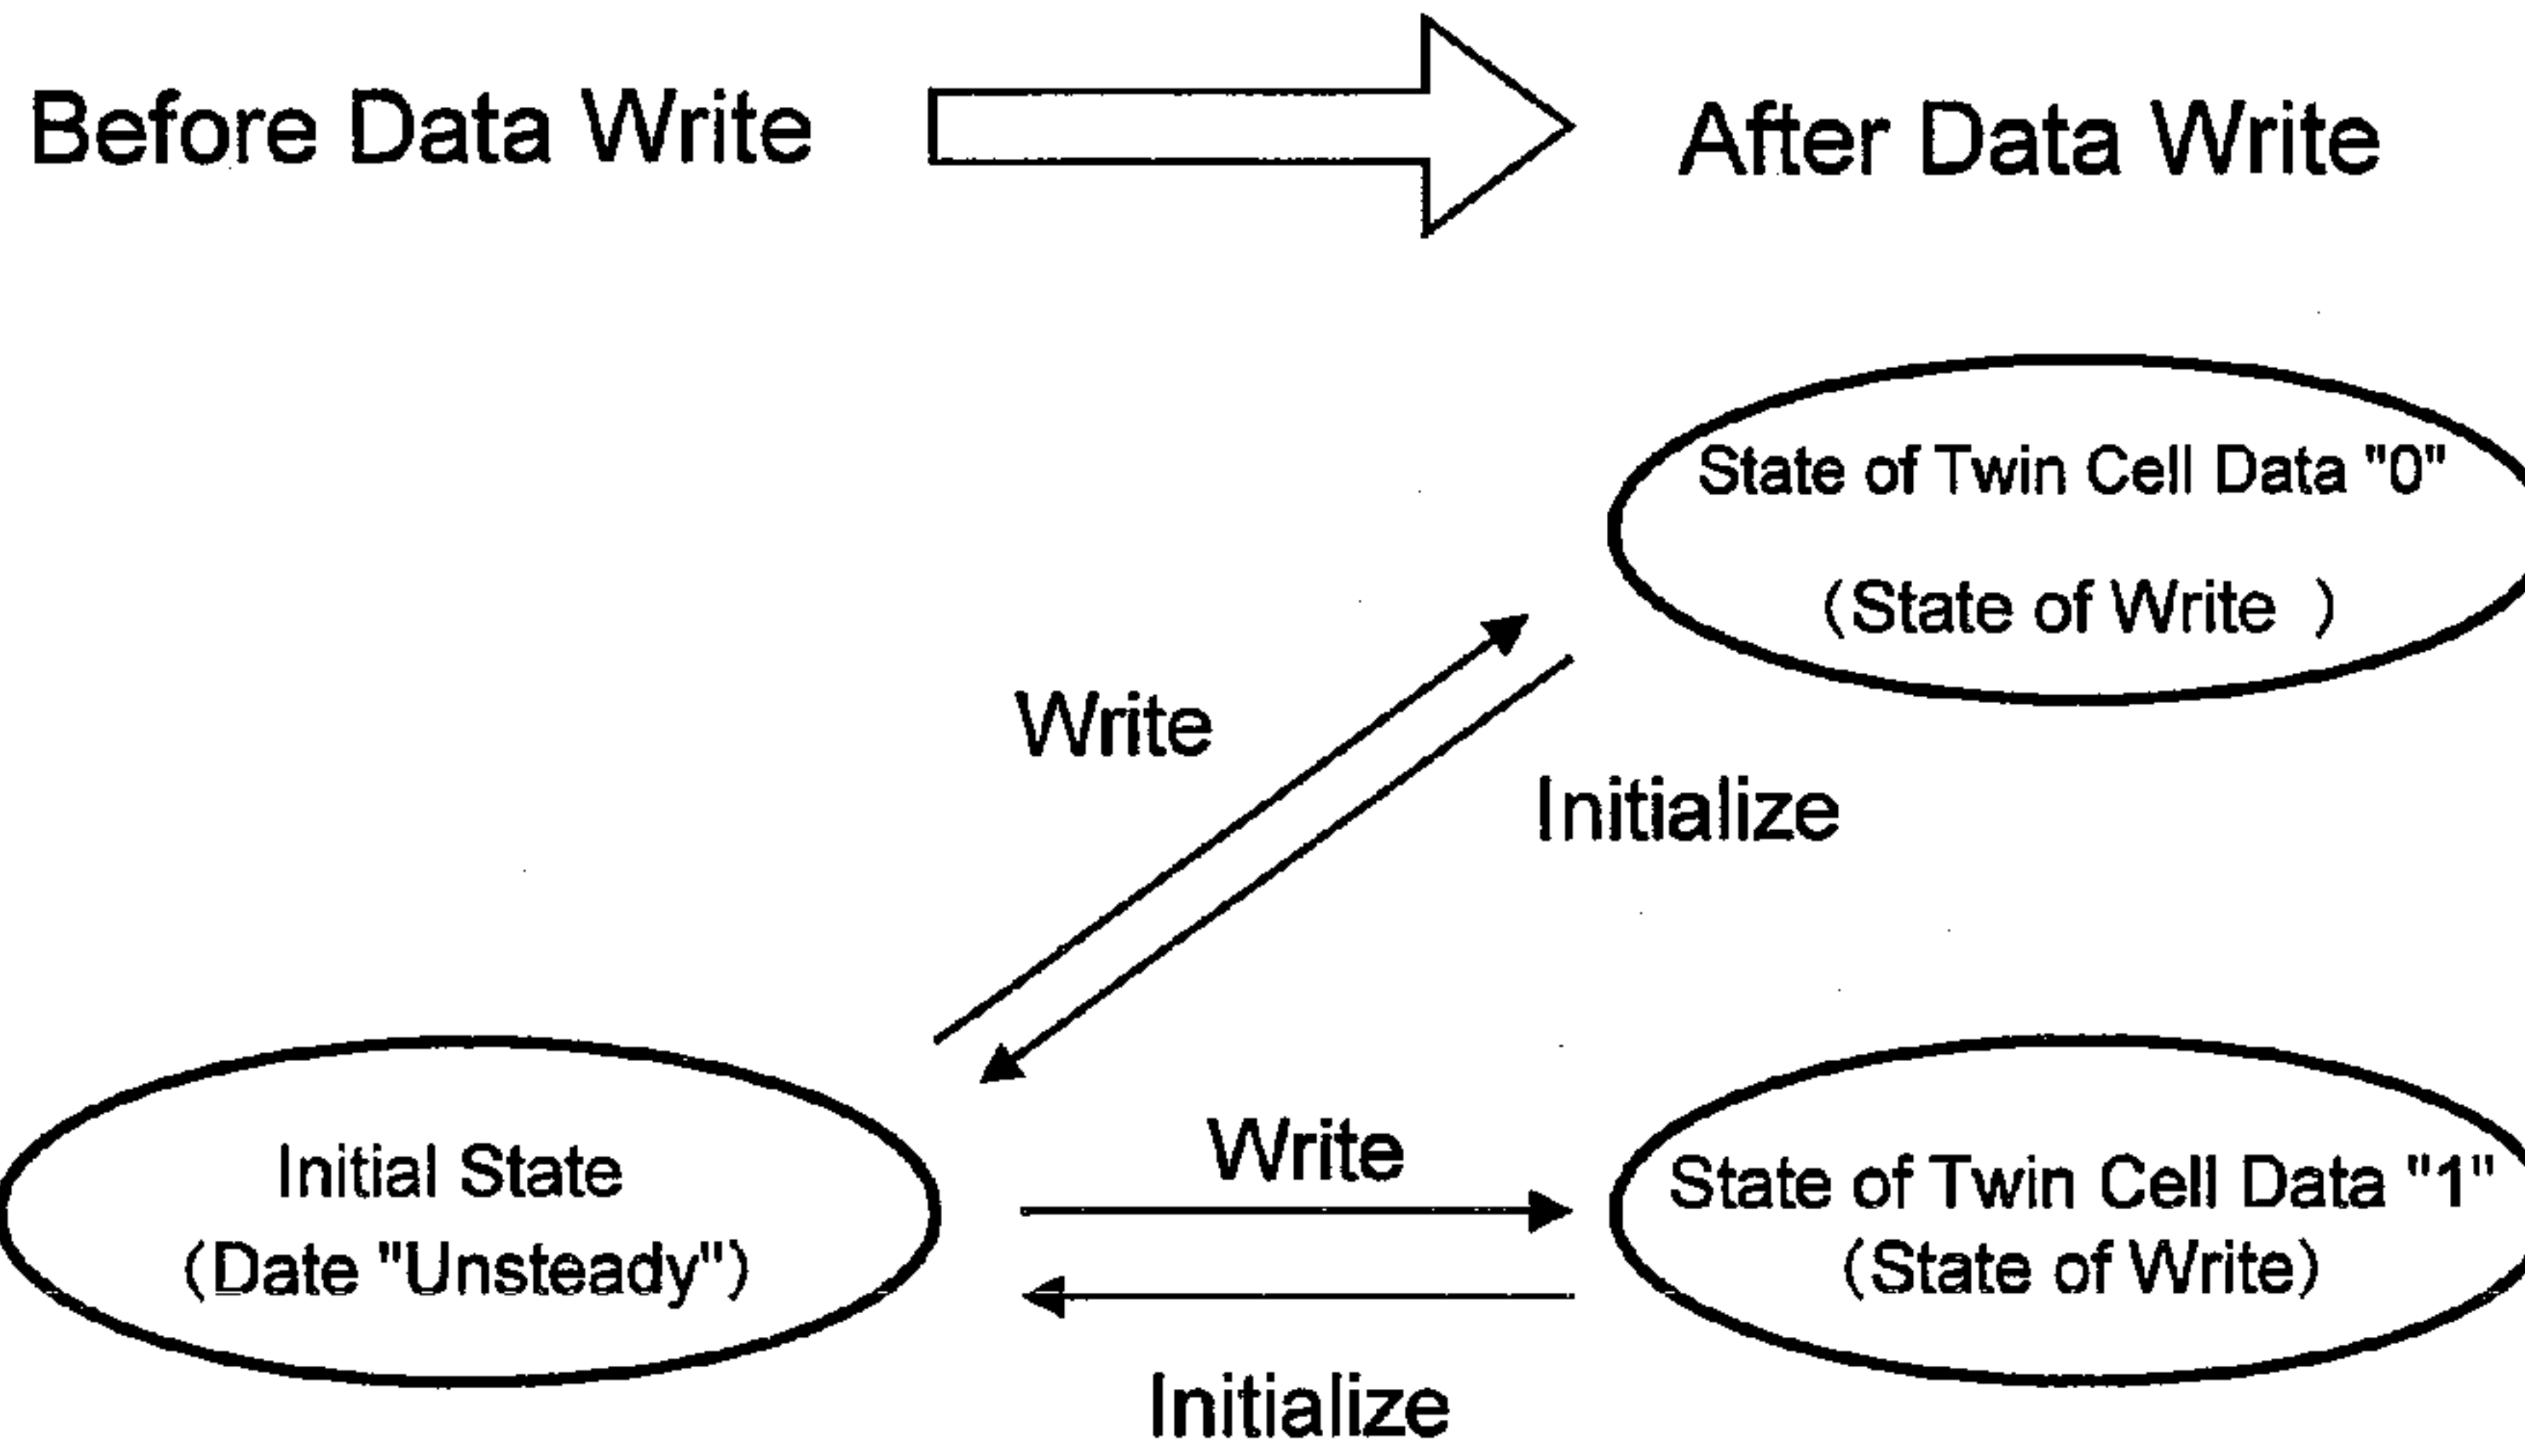 Before Data Write
After Data Write
State of Twin Cell Data "0"
(State of Write )
Write
Initialize
Initial State
(Date "Unsteady")
Write
Initialize
State of Twin Cell Data "1"
(State of Write)